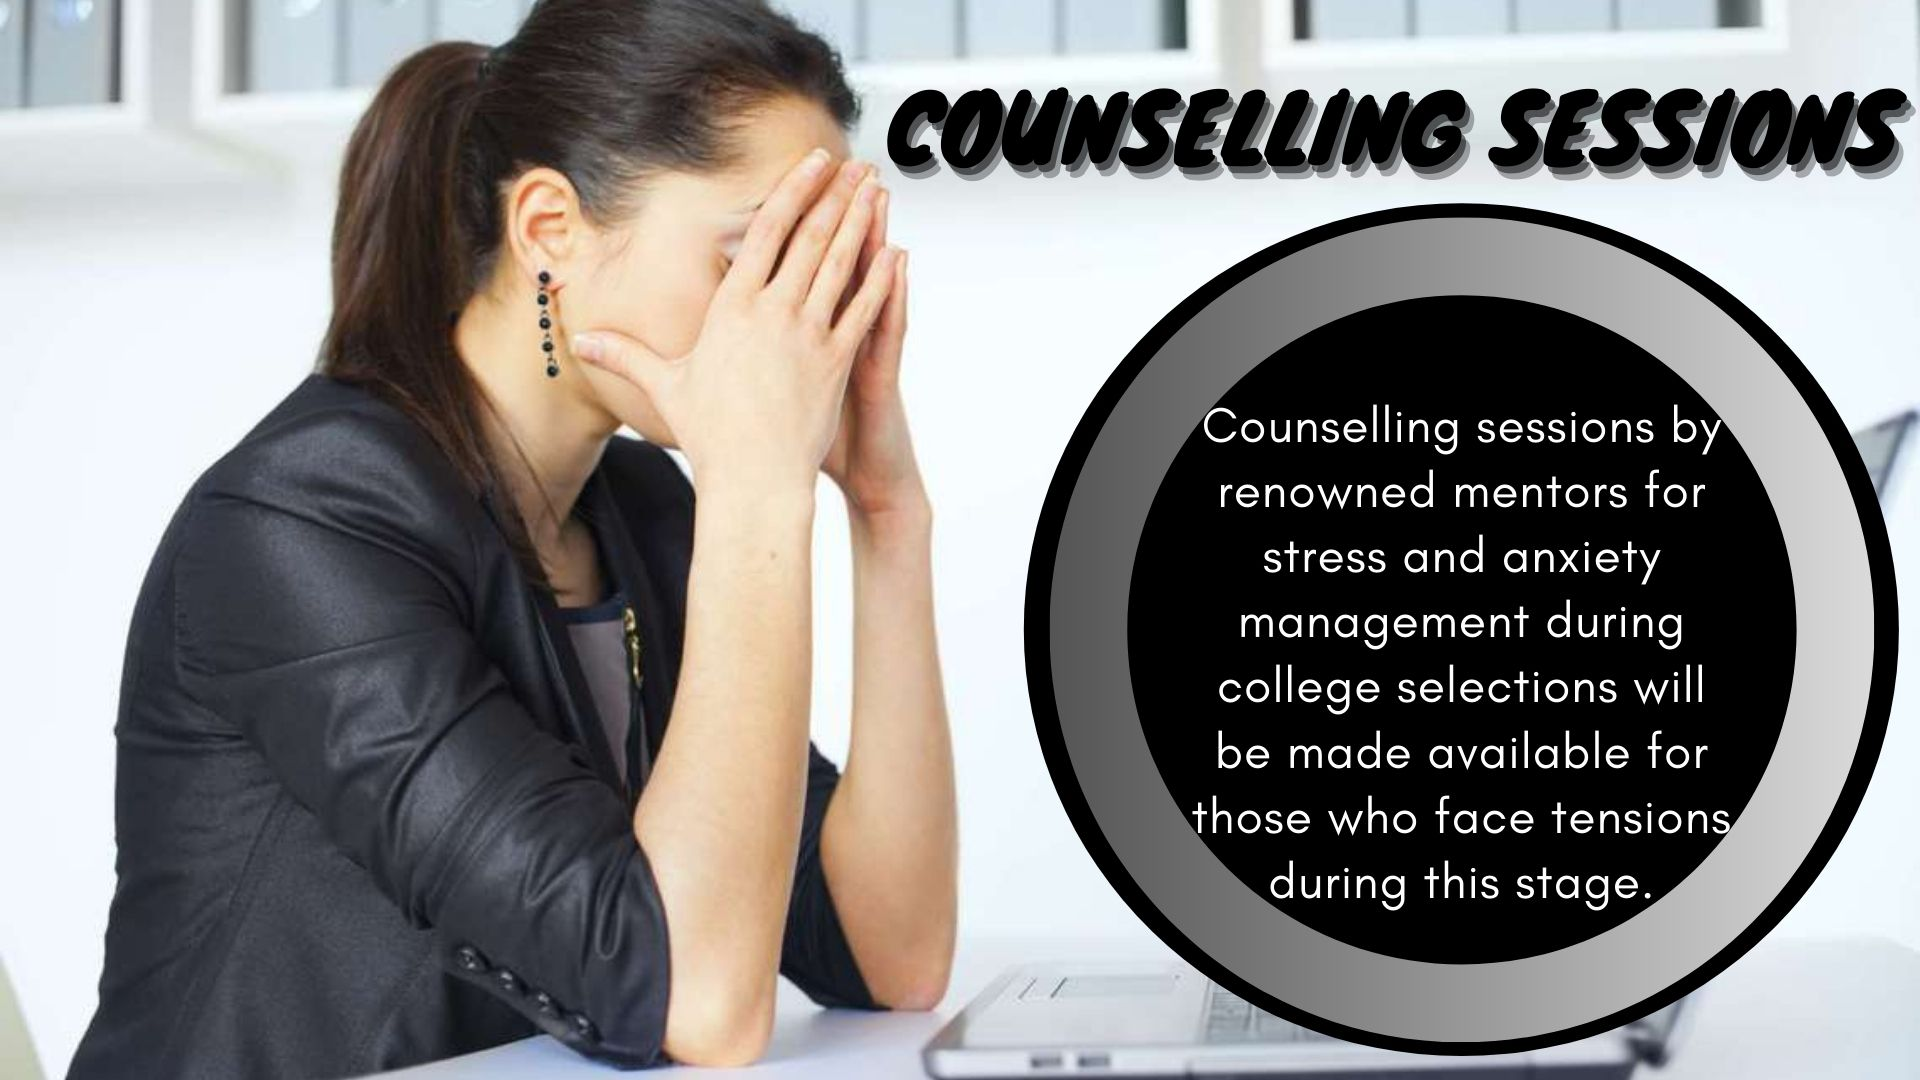 COUNSELLING SESSIONS
Counselling sessions by
renowned mentors for
stress and anxiety
management during
college selections will
be made available for
those who face tensions
during this stage.